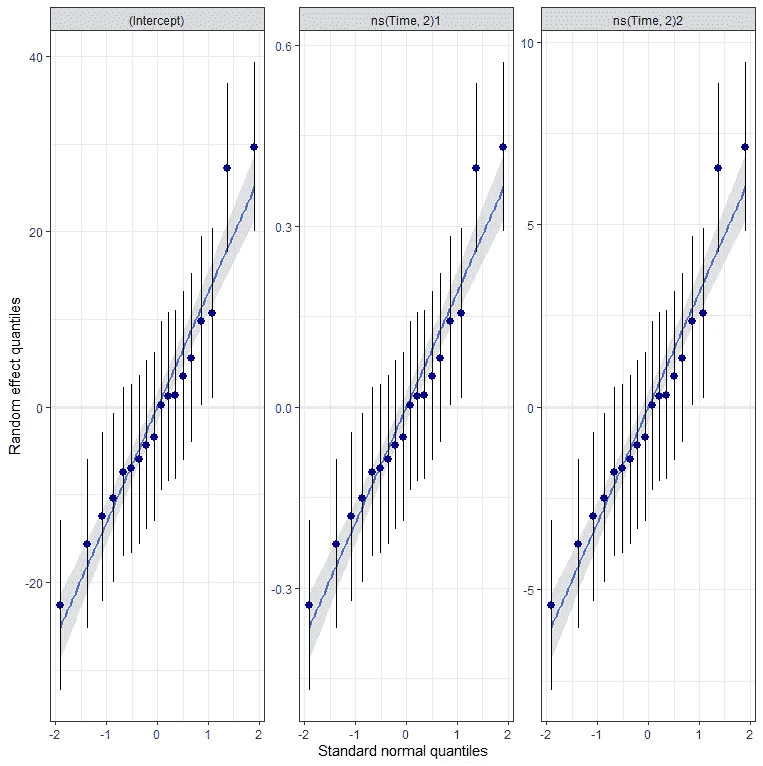 (Intercept)
ns(Time, 2)1
ns(Time, 2)2
Random effect quantiles
40
20
0
-20
0.6
0.3
0.0
-0.3
10
5
0
-5
-2 -1 0 1 2
-2 -1 0 1 2
-2 -1 0 1 2
Standard normal quantiles